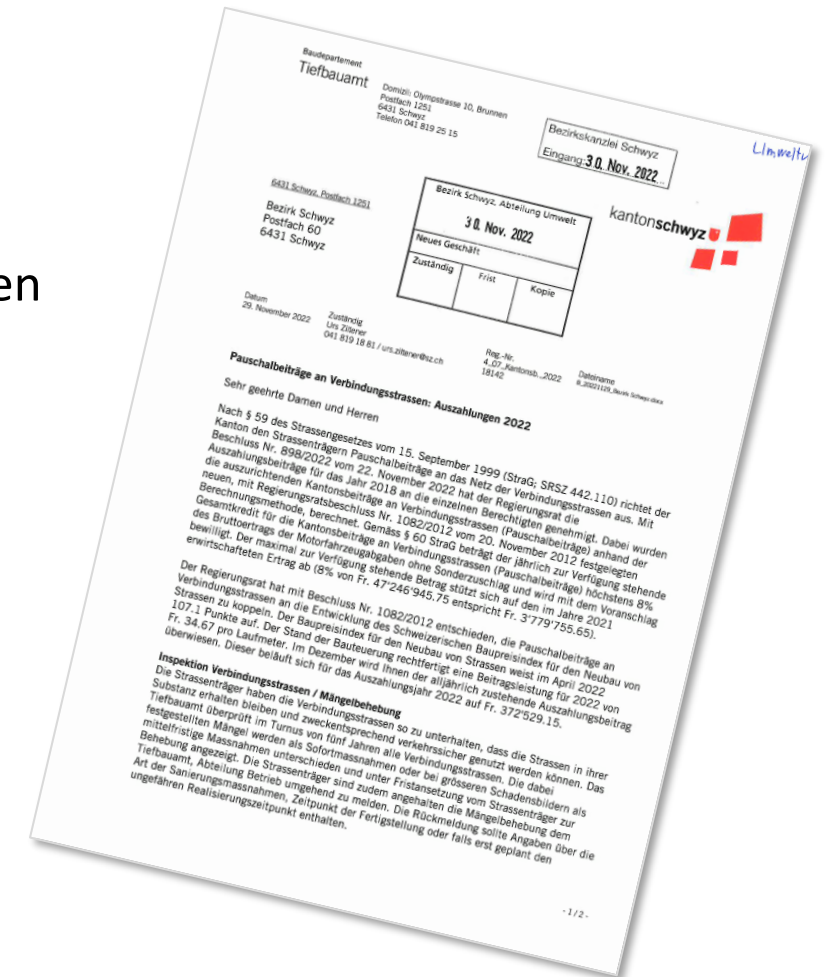 en
Baudepartement
Tiefbauamt
Domizil: Olympstrasse 10, Brunnen
Postfach 1251
6431 Schwyz
Telefon 041 819 25 15
Bezirkskanzlei Schwyz
Eingang: 30. Nov. 2022
Umwelt
6431 Schwyz, Postfach 1251
Bezirk Schwyz
Postfach 60
6431 Schwyz
Bezirk Schwyz, Abteilung Umwelt
30. Nov. 2022
Neues Geschäft
Zuständig Frist Kopie
kantonschwyz
Datum
29. November 2022
Zuständig
Urs Ziltener
041 819 18 81 / urs.ziltener@sz.ch
Reg.-Nr.
4_07_Kantonsb._2022
18142
Dateiname
Pauschalbeiträge an Verbindungsstrassen: Auszahlungen 2022
Sehr geehrte Damen und Herren
Nach § 59 des Strassengesetzes vom 15. September 1999 (StraG; SRSZ 442.110) richtet der
Kanton den Strassenträgern Pauschalbeiträge an das Netz der Verbindungsstrassen aus. Mit
Beschluss Nr. 898/2022 vom 22. November 2022 hat der Regierungsrat die
Auszahlungsbeiträge für das Jahr 2018 an die einzelnen Berechtigten genehmigt. Dabei wurden
die auszurichtenden Kantonsbeiträge an Verbindungsstrassen (Pauschalbeiträge) anhand der
neuen, mit Regierungsratsbeschluss Nr. 1082/2012 vom 20. November 2012 festgelegten
Berechnungsmethode, berechnet. Gemäss § 60 StraG beträgt der jährlich zur Verfügung stehende
Gesamtkredit für die Kantonsbeiträge an Verbindungsstrassen (Pauschalbeiträge) höchstens 8%
des Bruttoertrags der Motorfahrzeugabgaben ohne Sonderzuschlag und wird mit dem Voranschlag
bewilligt. Der maximal zur Verfügung stehende Betrag stützt sich auf den im Jahre 2021
erwirtschafteten Ertrag ab (8% von Fr. 47'246'945.75 entspricht Fr. 3'779'755.65).
Der Regierungsrat hat mit Beschluss Nr. 1082/2012 entschieden, die Pauschalbeiträge an
Verbindungsstrassen an die Entwicklung des Schweizerischen Baupreisindex für den Neubau von
Strassen zu koppeln. Der Baupreisindex für den Neubau von Strassen weist im April 2022
107.1 Punkte auf. Der Stand der Bauteuerung rechtfertigt eine Beitragsleistung für 2022 von
Fr. 34.67 pro Laufmeter. Im Dezember wird Ihnen der alljährlich zustehende Auszahlungsbeitrag
überwiesen. Dieser beläuft sich für das Auszahlungsjahr 2022 auf Fr. 372'529.15.
Inspektion Verbindungsstrassen / Mängelbehebung
Die Strassenträger haben die Verbindungsstrassen so zu unterhalten, dass die Strassen in ihrer
Substanz erhalten bleiben und zweckentsprechend verkehrssicher genutzt werden können. Das
Tiefbauamt überprüft im Turnus von fünf Jahren alle Verbindungsstrassen. Die dabei
festgestellten Mängel werden als Sofortmassnahmen oder bei grösseren Schadensbildern als
mittelfristige Massnahmen unterschieden und unter Fristansetzung vom Strassenträger zur
Behebung angezeigt. Die Strassenträger sind zudem angehalten die Mängelbehebung dem
Tiefbauamt, Abteilung Betrieb umgehend zu melden. Die Rückmeldung sollte Angaben über die
Art der Sanierungsmassnahmen, Zeitpunkt der Fertigstellung oder falls erst geplant den
ungefähren Realisierungszeitpunkt enthalten.
- 1 / 2 -